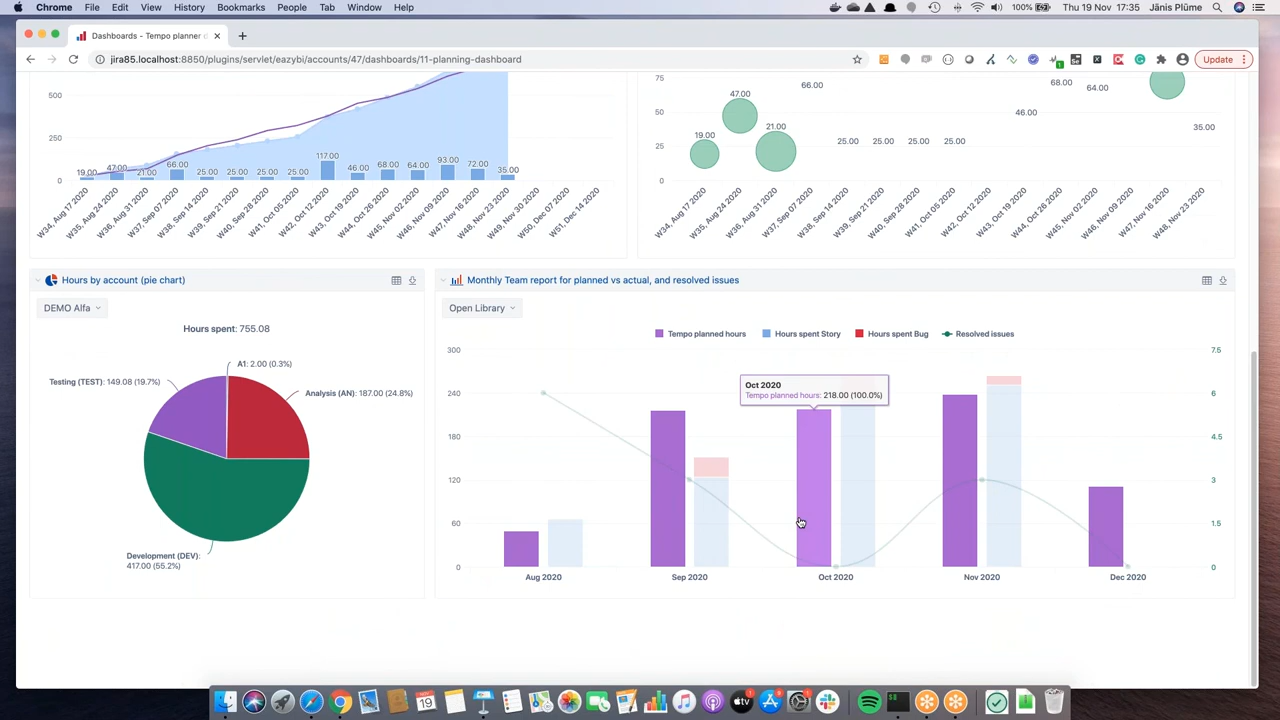 Chrome File Edit View History Bookmarks People Tab Window Help 100% Thu 19 Nov 17:35 Jānis Plūme
Dashboards - Tempo planner d
jira85.localhost:8850/plugins/servlet/eazybi/accounts/47/dashboards/11-planning-dashboard Update
500
250
0
19.00 47.00 21.00 66.00 25.00 25.00 25.00 25.00 117.00 46.00 68.00 64.00 93.00 72.00 35.00
W34, Aug 17 2020 W35, Aug 24 2020 W36, Aug 31 2020 W37, Sep 07 2020 W38, Sep 14 2020 W39, Sep 21 2020 W40, Sep 28 2020 W41, Oct 05 2020 W42, Oct 12 2020 W43, Oct 19 2020 W44, Oct 26 2020 W45, Nov 02 2020 W46, Nov 09 2020 W47, Nov 16 2020 W48, Nov 23 2020 W49, Nov 30 2020 W50, Dec 07 2020 W51, Dec 14 2020
75
50
25
0
19.00 47.00 21.00 66.00 25.00 25.00 25.00 25.00 46.00 68.00 64.00 35.00
W34, Aug 17 2020 W35, Aug 24 2020 W36, Aug 31 2020 W37, Sep 07 2020 W38, Sep 14 2020 W39, Sep 21 2020 W40, Sep 28 2020 W41, Oct 05 2020 W42, Oct 12 2020 W43, Oct 19 2020 W44, Oct 26 2020 W45, Nov 02 2020 W46, Nov 09 2020 W47, Nov 16 2020 W48, Nov 23 2020
Hours by account (pie chart)
DEMO Alfa
Hours spent: 755.08
A1: 2.00 (0.3%)
Testing (TEST): 149.08 (19.7%)
Analysis (AN): 187.00 (24.8%)
Development (DEV):
417.00 (55.2%)
Monthly Team report for planned vs actual, and resolved issues
Open Library
Tempo planned hours Hours spent Story Hours spent Bug Resolved issues
300 7.5
240 6
180 4.5
120 3
60 1.5
0 0
Oct 2020
Tempo planned hours: 218.00 (100.0%)
Aug 2020 Sep 2020 Oct 2020 Nov 2020 Dec 2020
19
tv